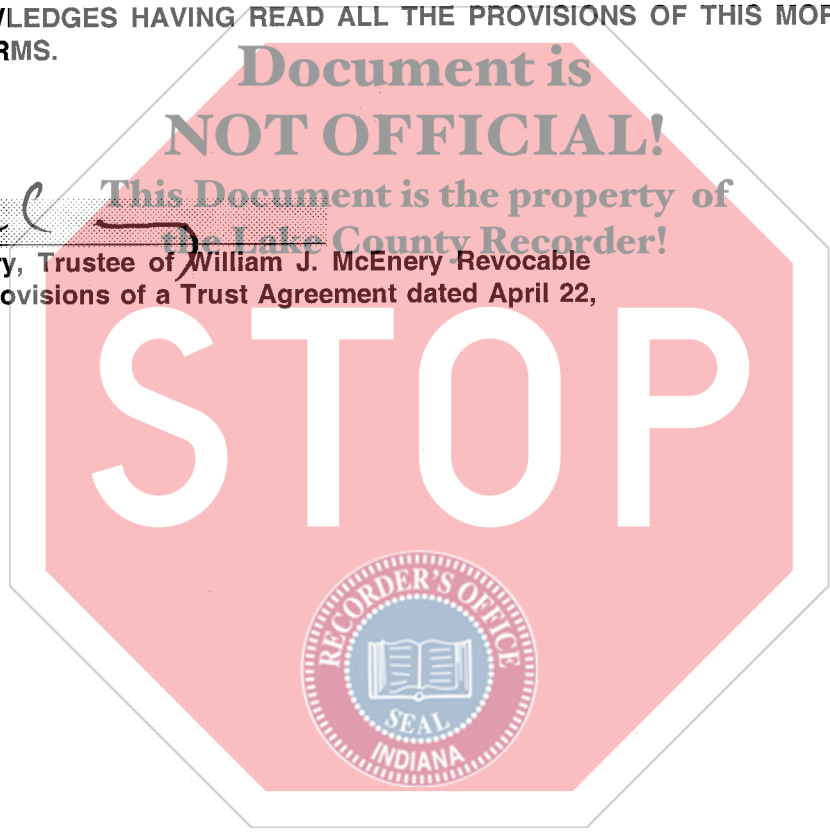 LEDGES HAVING READ ALL THE PROVISIONS OF THIS MOR
RMS.
Document is
NOT OFFICIAL!
This Document is the property of
the Lake County Recorder!
y, Trustee of William J. McEnery Revocable
ovisions of a Trust Agreement dated April 22,
STOP
RECORDER'S OFFICE
SEAL
INDIANA